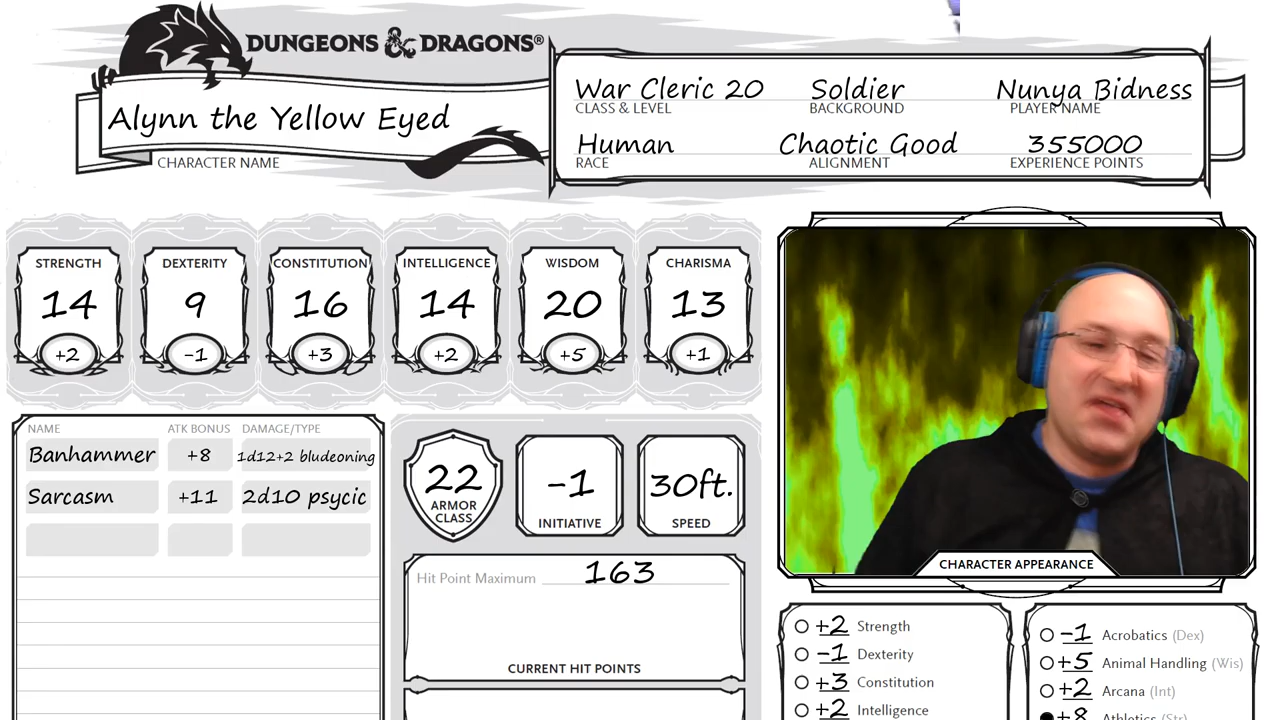 DUNGEONS & DRAGONS®
Alynn the Yellow Eyed
CHARACTER NAME
War Cleric 20 Soldier Nunya Bidness
CLASS & LEVEL BACKGROUND PLAYER NAME
Human Chaotic Good 355000
RACE ALIGNMENT EXPERIENCE POINTS
STRENGTH DEXTERITY CONSTITUTION INTELLIGENCE WISDOM CHARISMA
14 9 16 14 20 13
+2 -1 +3 +2 +5 +1
NAME ATK BONUS DAMAGE/TYPE
Banhammer +8 1d12+2 bludeoning
Sarcasm +11 2d10 psycic
22 -1 30ft.
ARMOR CLASS INITIATIVE SPEED
Hit Point Maximum 163
CURRENT HIT POINTS
CHARACTER APPEARANCE
+2 Strength
-1 Dexterity
+3 Constitution
+2 Intelligence
-1 Acrobatics (Dex)
+5 Animal Handling (Wis)
+2 Arcana (Int)
+8 Athletics (Str)